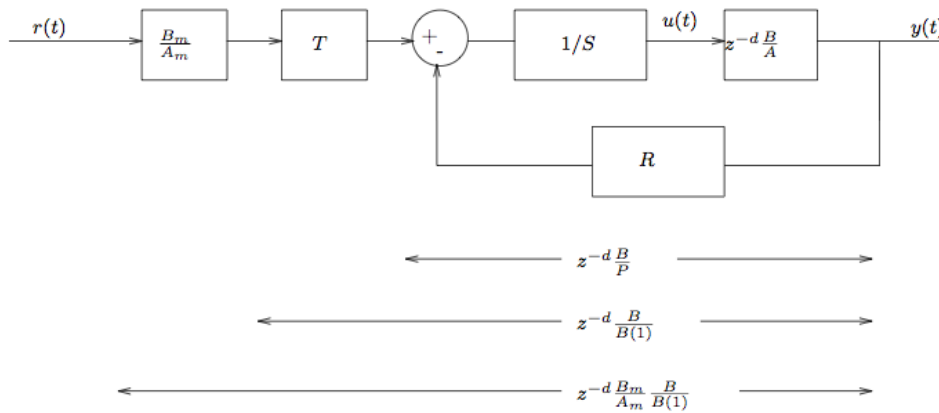 r(t) B_m/A_m T + - 1/S u(t) z^{-d} B/A y(t)
R
z^{-d} B/P
z^{-d} B/B(1)
z^{-d} B_m/A_m B/B(1)